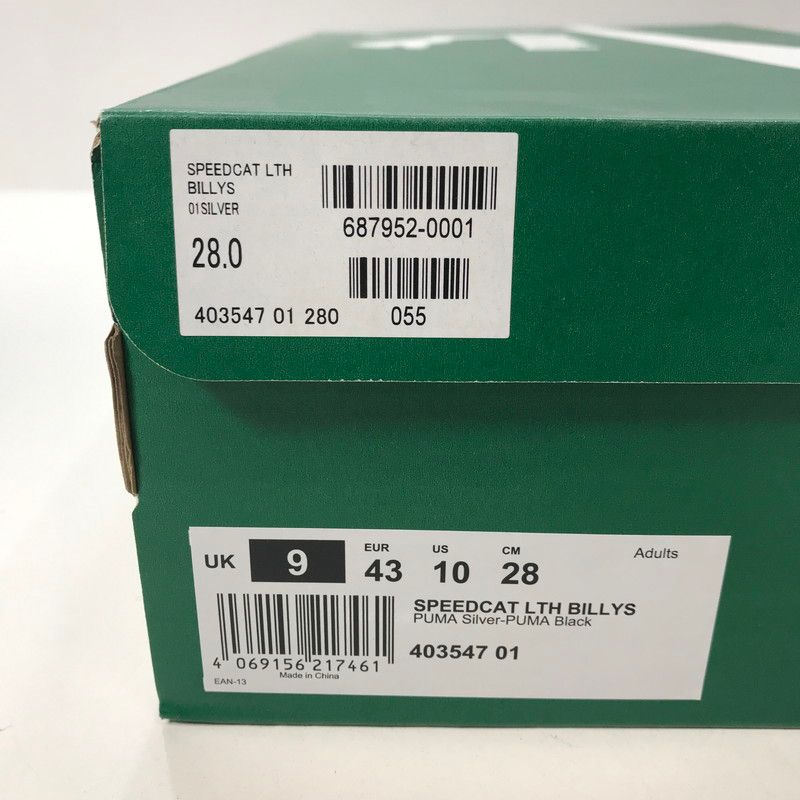 SPEEDCAT LTH
BILLYS
01SILVER
687952-0001
28.0
403547 01 280
055
UK 9 EUR 43 US 10 CM 28 Adults
SPEEDCAT LTH BILLYS
PUMA Silver-PUMA Black
403547 01
4 069156 217461
EAN-13
Made in China